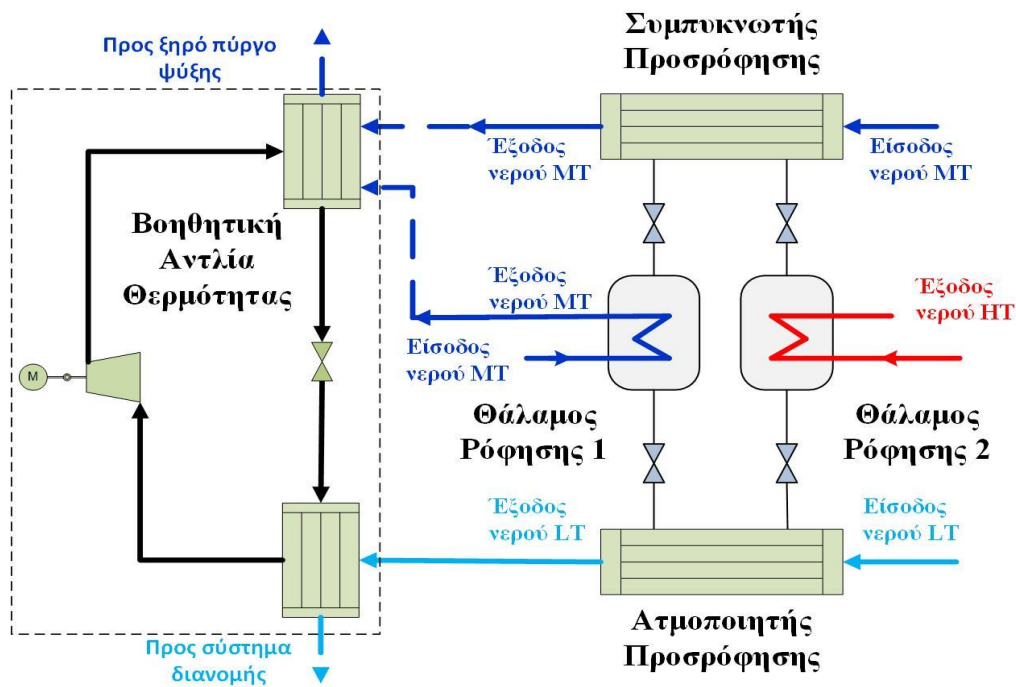 Προς ξηρό πύργο
ψύξης
Συμπυκνωτής
Προσρόφησης
Έξοδος
νερού MT
Είσοδος
νερού MT
Βοηθητική
Αντλία
Θερμότητας
Έξοδος
νερού MT
Έξοδος
νερού HT
Είσοδος
νερού MT
M
Θάλαμος
Ρόφησης 1
Θάλαμος
Ρόφησης 2
Έξοδος
νερού LT
Είσοδος
νερού LT
Ατμοποιητής
Προσρόφησης
Προς σύστημα
διανομής